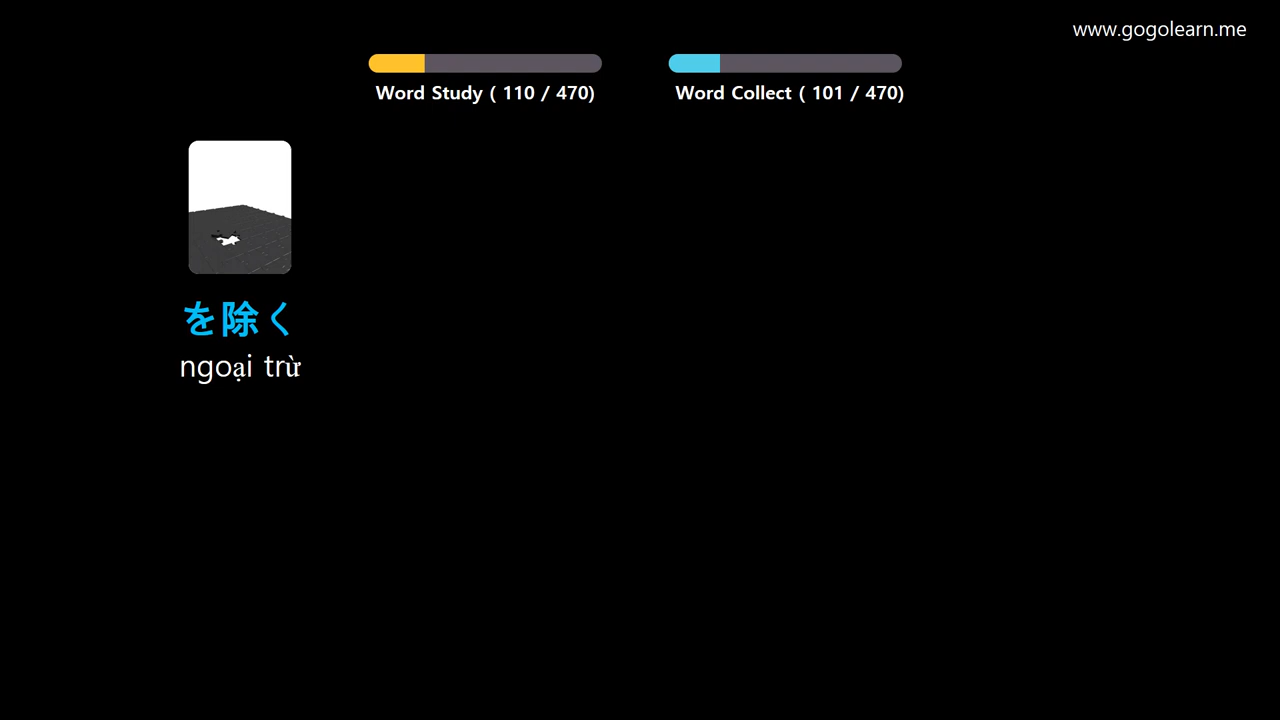 www.gogolearn.me
Word Study ( 110 / 470)
Word Collect ( 101 / 470)
を除く
ngoại trừ